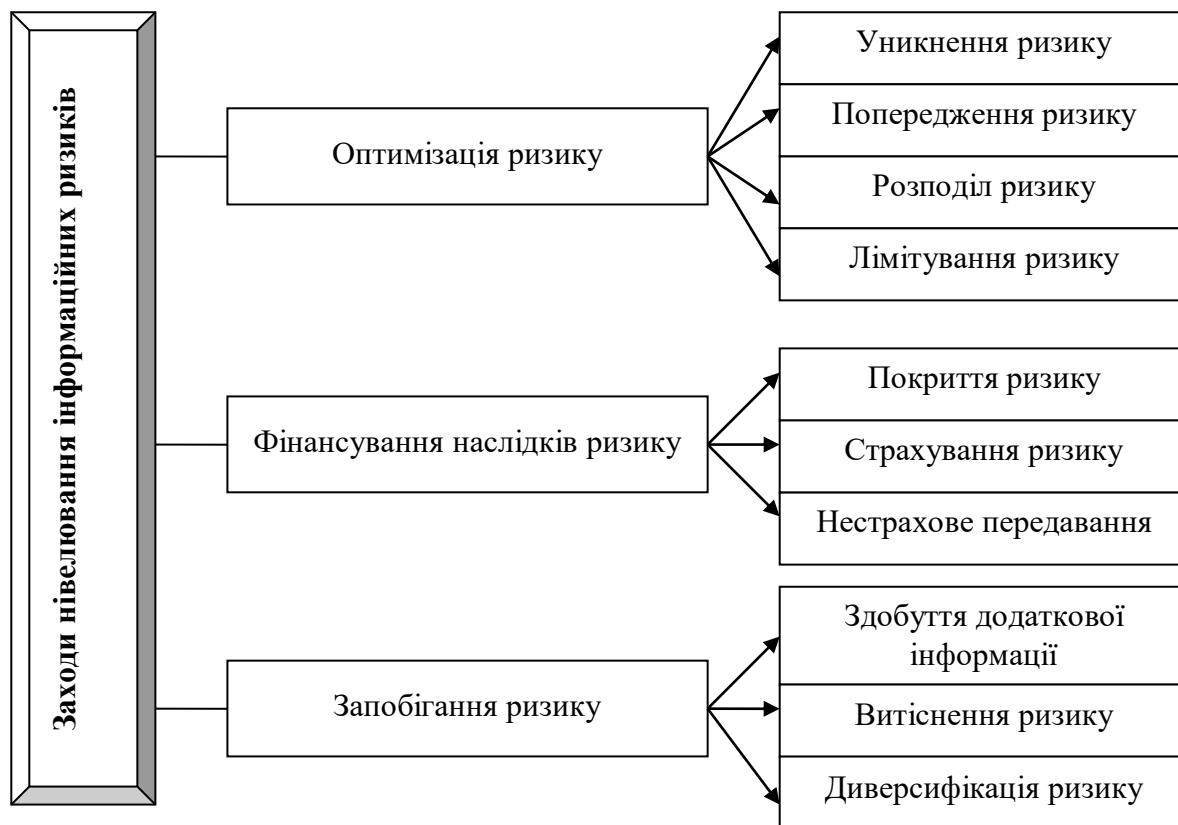 Заходи нівелювання інформаційних ризиків
Оптимізація ризику
Уникнення ризику
Попередження ризику
Розподіл ризику
Лімітування ризику
Фінансування наслідків ризику
Покриття ризику
Страхування ризику
Нестрахове передавання
Запобігання ризику
Здобуття додаткової
інформації
Витіснення ризику
Диверсифікація ризику